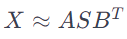 X ≈ ASB^T